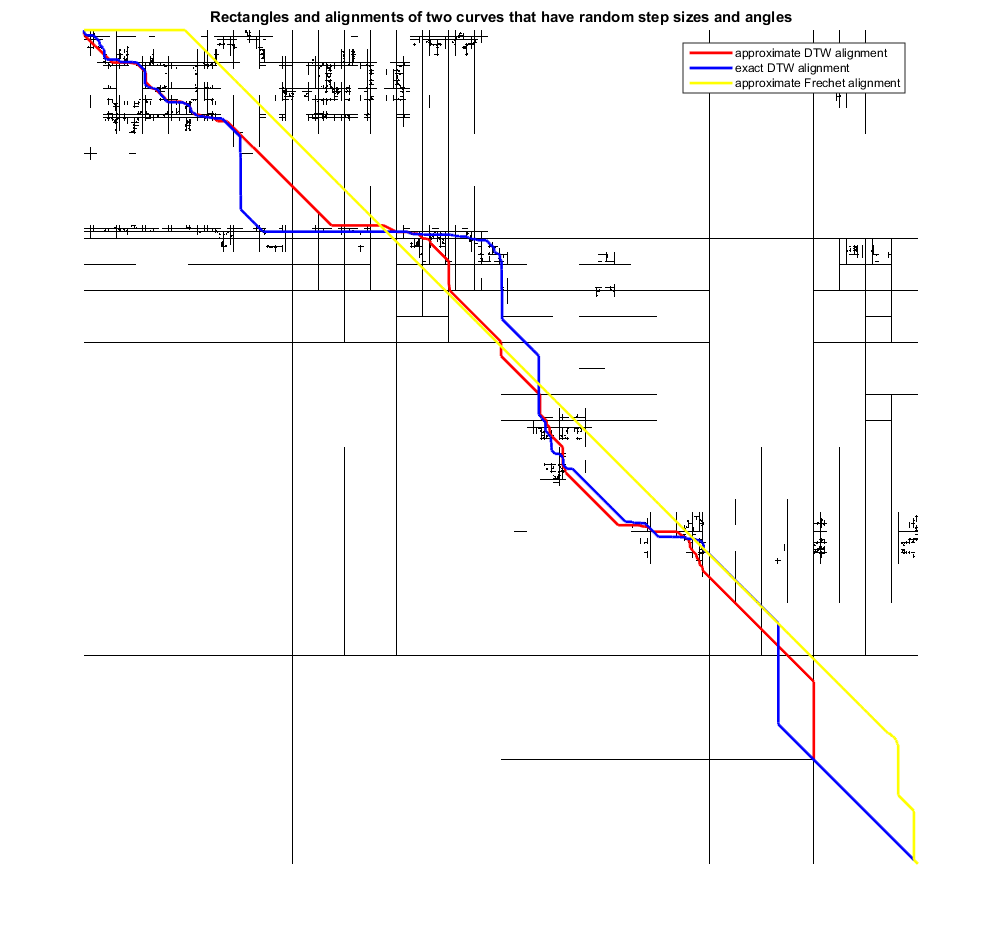 Rectangles and alignments of two curves that have random step sizes and angles
approximate DTW alignment
exact DTW alignment
approximate Frechet alignment